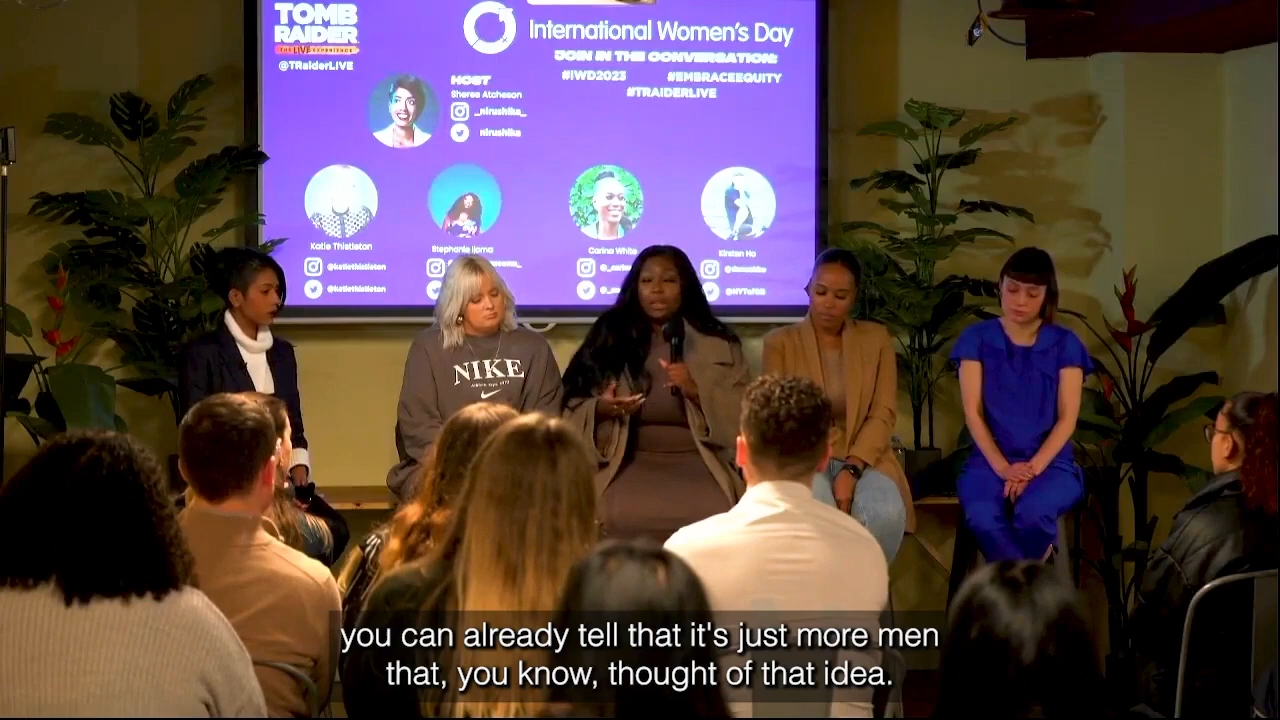 TOMB
RAIDER
THE LIVE EXPERIENCE
@TRaiderLIVE
International Women's Day
JOIN IN THE CONVERSATION:
#IWD2023 #EMBRACEEQUITY
#TRAIDERLIVE
HOST
Sheree Atcheson
_nirushika_
nirushika
Katie Thistleton
@katiethistleton
@katiethistleton
Stephanie Ijoma
Carina White
Kirsten Ho
NIKE
you can already tell that it's just more men
that, you know, thought of that idea.